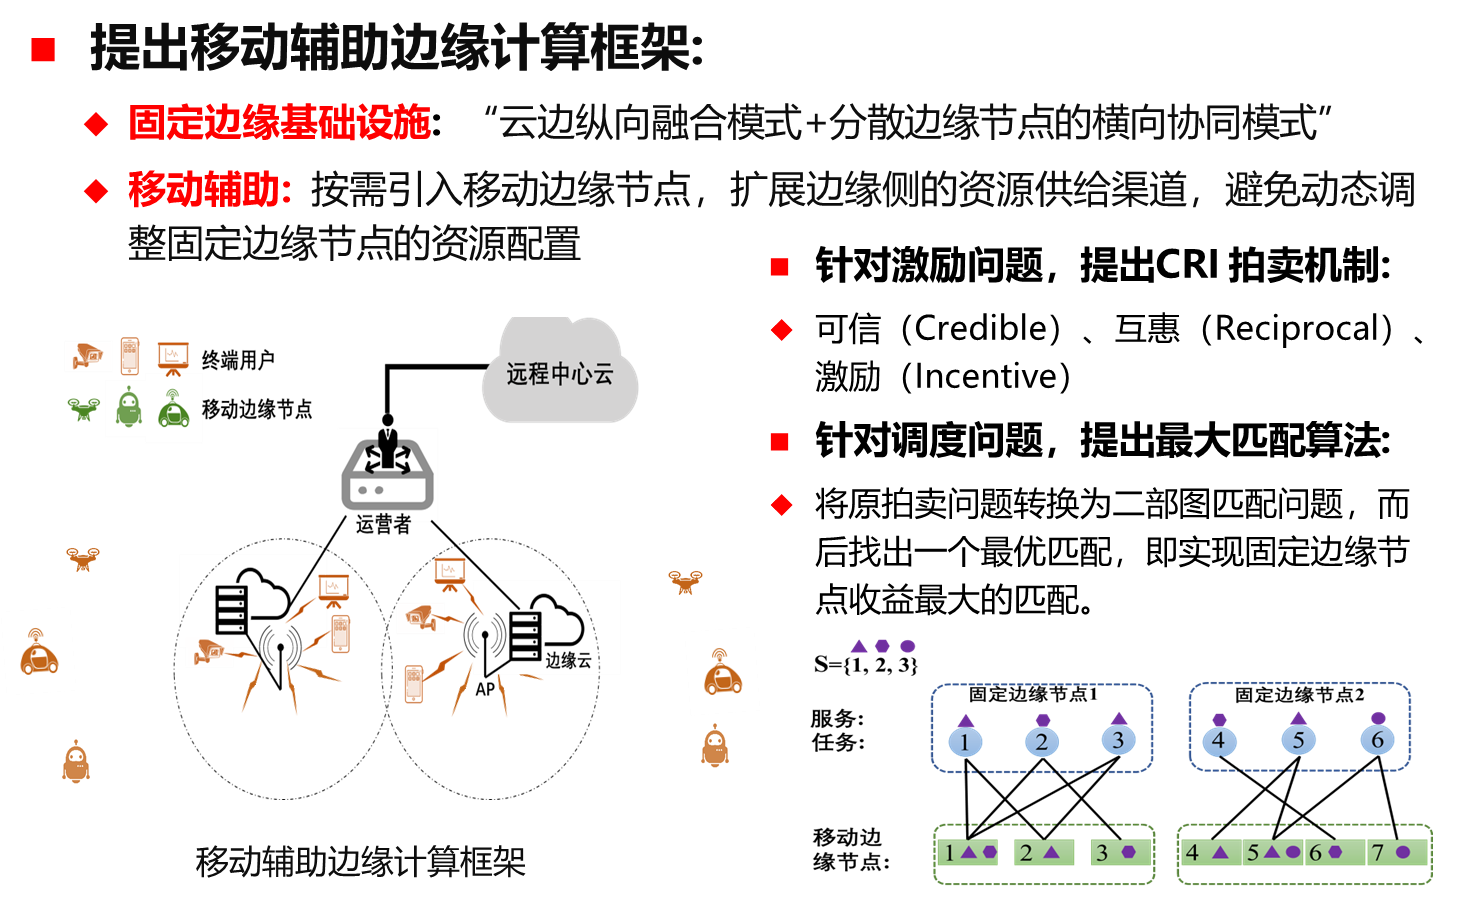 提出移动辅助边缘计算框架:
固定边缘基础设施: “云边纵向融合模式+分散边缘节点的横向协同模式”
移动辅助: 按需引入移动边缘节点，扩展边缘侧的资源供给渠道，避免动态调
整固定边缘节点的资源配置
终端用户
移动边缘节点
远程中心云
运营者
边缘云
AP
移动辅助边缘计算框架
针对激励问题，提出CRI 拍卖机制:
可信（Credible）、互惠（Reciprocal）、
激励（Incentive）
针对调度问题，提出最大匹配算法:
将原拍卖问题转换为二部图匹配问题，而
后找出一个最优匹配，即实现固定边缘节
点收益最大的匹配。
S={1, 2, 3}
固定边缘节点1 固定边缘节点2
服务:
任务: 1 2 3 4 5 6
移动边
缘节点: 1 2 3 4 5 6 7